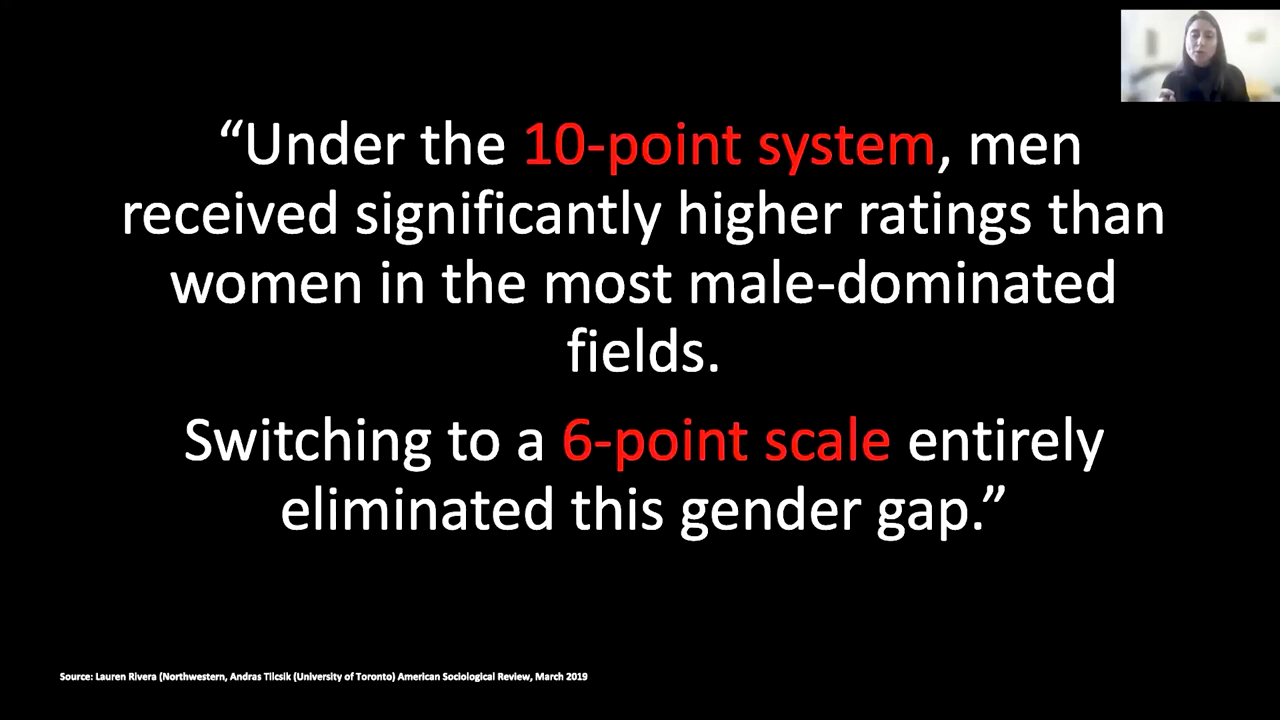 “Under the 10-point system, men
received significantly higher ratings than
women in the most male-dominated
fields.
Switching to a 6-point scale entirely
eliminated this gender gap.”
Source: Lauren Rivera (Northwestern, Andras Tilcsik (University of Toronto) American Sociological Review, March 2019